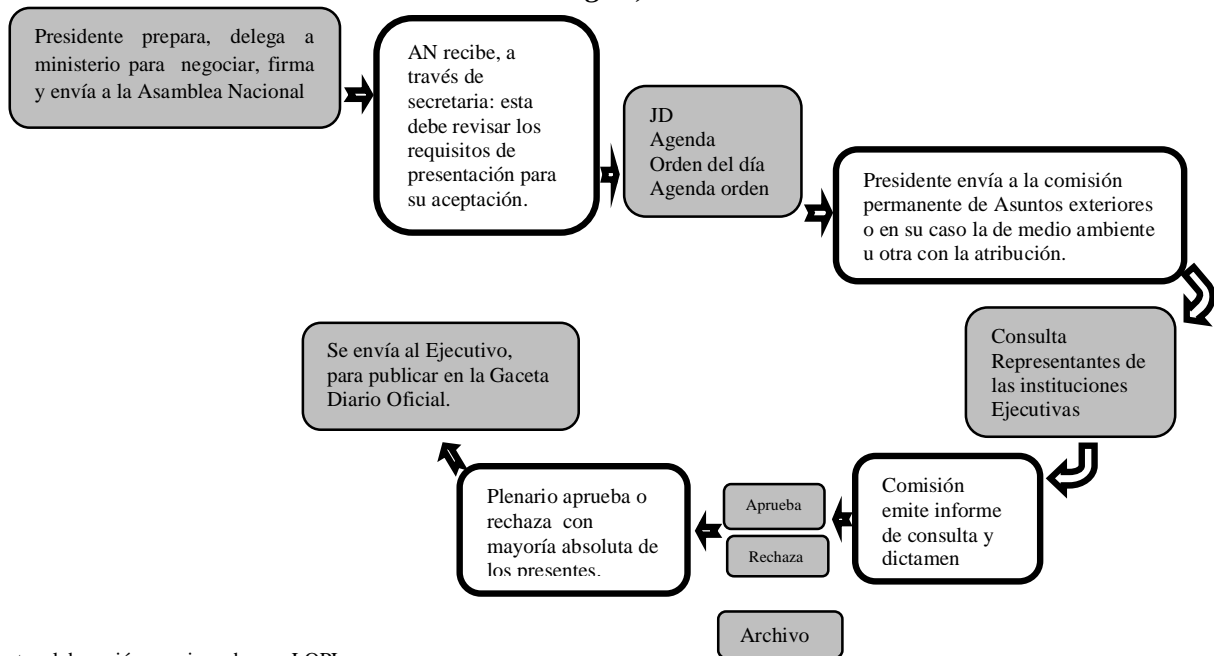 Presidente prepara, delega a
ministerio para negociar, firma
y envía a la Asamblea Nacional
AN recibe, a
través de
secretaria: esta
debe revisar los
requisitos de
presentación para
su aceptación.
JD
Agenda
Orden del día
Agenda orden
Presidente envía a la comisión
permanente de Asuntos exteriores
o en su caso la de medio ambiente
u otra con la atribución.
Consulta
Representantes de
las instituciones
Ejecutivas
Comisión
emite informe
de consulta y
dictamen
Aprueba
Rechaza
Archivo
Plenario aprueba o
rechaza con
mayoría absoluta de
los presentes.
Se envía al Ejecutivo,
para publicar en la Gaceta
Diario Oficial.